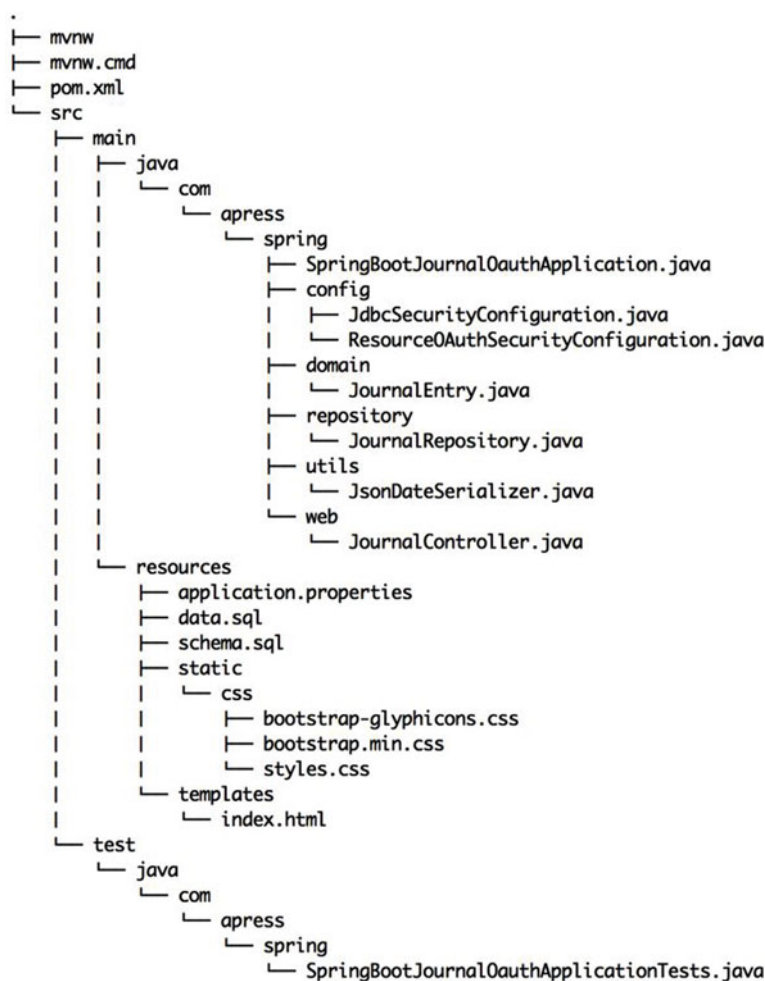 .
├── mvnw
├── mvnw.cmd
├── pom.xml
└── src
    ├── main
    |   ├── java
    |   |   └── com
    |   |       └── apress
    |   |           └── spring
    |   |               ├── SpringBootJournalOauthApplication.java
    |   |               ├── config
    |   |               |   ├── JdbcSecurityConfiguration.java
    |   |               |   └── ResourceOAuthSecurityConfiguration.java
    |   |               ├── domain
    |   |               |   └── JournalEntry.java
    |   |               ├── repository
    |   |               |   └── JournalRepository.java
    |   |               ├── utils
    |   |               |   └── JsonDateSerializer.java
    |   |               └── web
    |   |                   └── JournalController.java
    |   └── resources
    |       ├── application.properties
    |       ├── data.sql
    |       ├── schema.sql
    |       ├── static
    |       |   └── css
    |       |       ├── bootstrap-glyphicons.css
    |       |       ├── bootstrap.min.css
    |       |       └── styles.css
    |       └── templates
    |           └── index.html
    └── test
        └── java
            └── com
                └── apress
                    └── spring
                        └── SpringBootJournalOauthApplicationTests.java